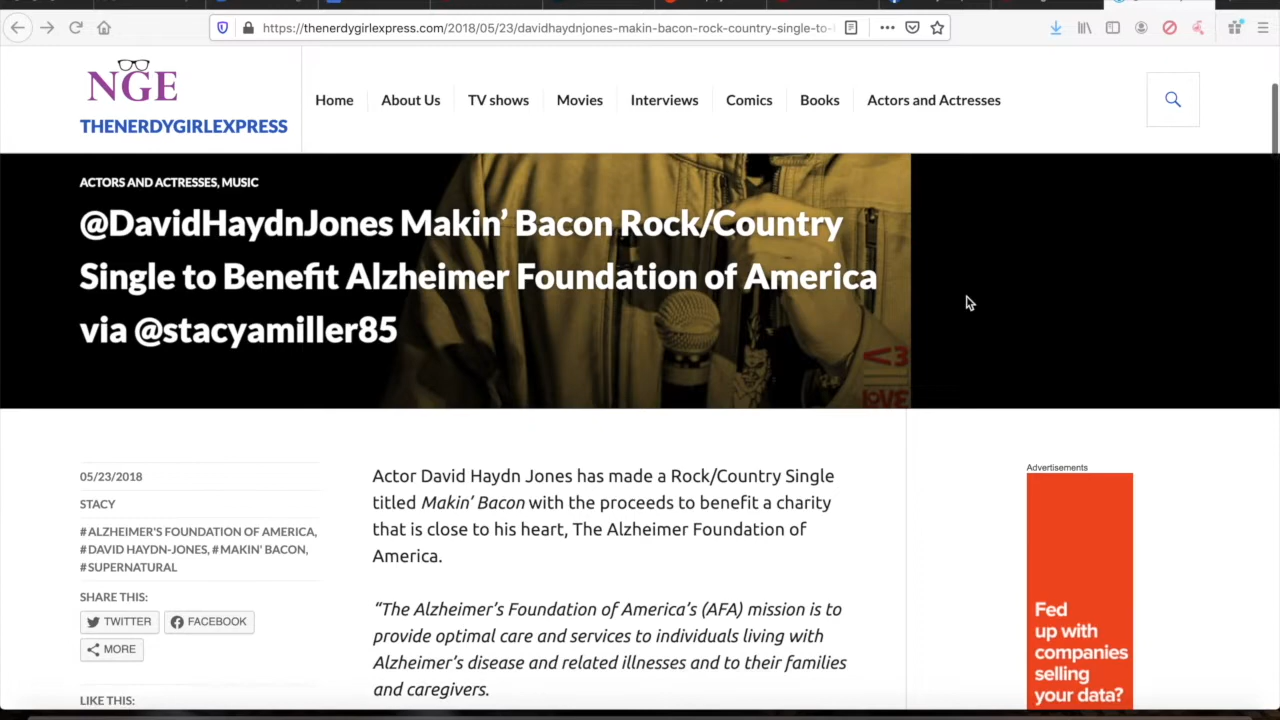 https://thenerdygirlexpress.com/2018/05/23/davidhaydnjones-makin-bacon-rock-country-single-to-
NGE
THENERDYGIRLEXPRESS
Home
About Us
TV shows
Movies
Interviews
Comics
Books
Actors and Actresses
ACTORS AND ACTRESSES, MUSIC
@DavidHaydnJones Makin’ Bacon Rock/Country
Single to Benefit Alzheimer Foundation of America
via @stacyamiller85
<3
LOVE
05/23/2018
STACY
#ALZHEIMER'S FOUNDATION OF AMERICA,
#DAVID HAYDN-JONES, #MAKIN' BACON,
#SUPERNATURAL
SHARE THIS:
TWITTER
FACEBOOK
MORE
LIKE THIS:
Actor David Haydn Jones has made a Rock/Country Single
titled Makin’ Bacon with the proceeds to benefit a charity
that is close to his heart, The Alzheimer Foundation of
America.
“The Alzheimer’s Foundation of America’s (AFA) mission is to
provide optimal care and services to individuals living with
Alzheimer’s disease and related illnesses and to their families
and caregivers.
Advertisements
Fed
up with
companies
selling
your data?